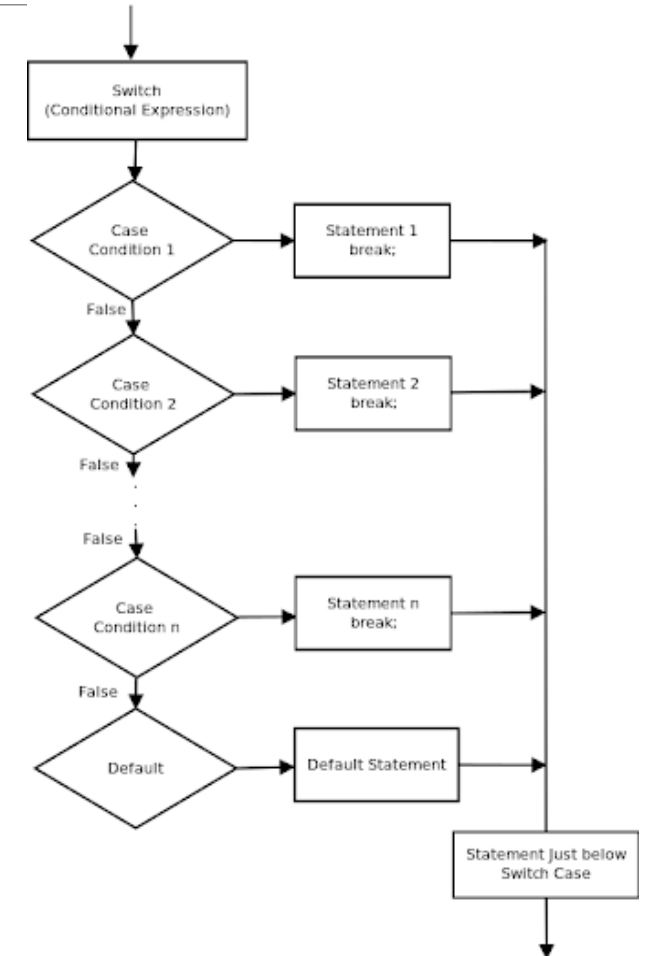 Switch
(Conditional Expression)
Case
Condition 1
Statement 1
break;
False
Case
Condition 2
Statement 2
break;
False
False
Case
Condition n
Statement n
break;
False
Default
Default Statement
Statement Just below
Switch Case